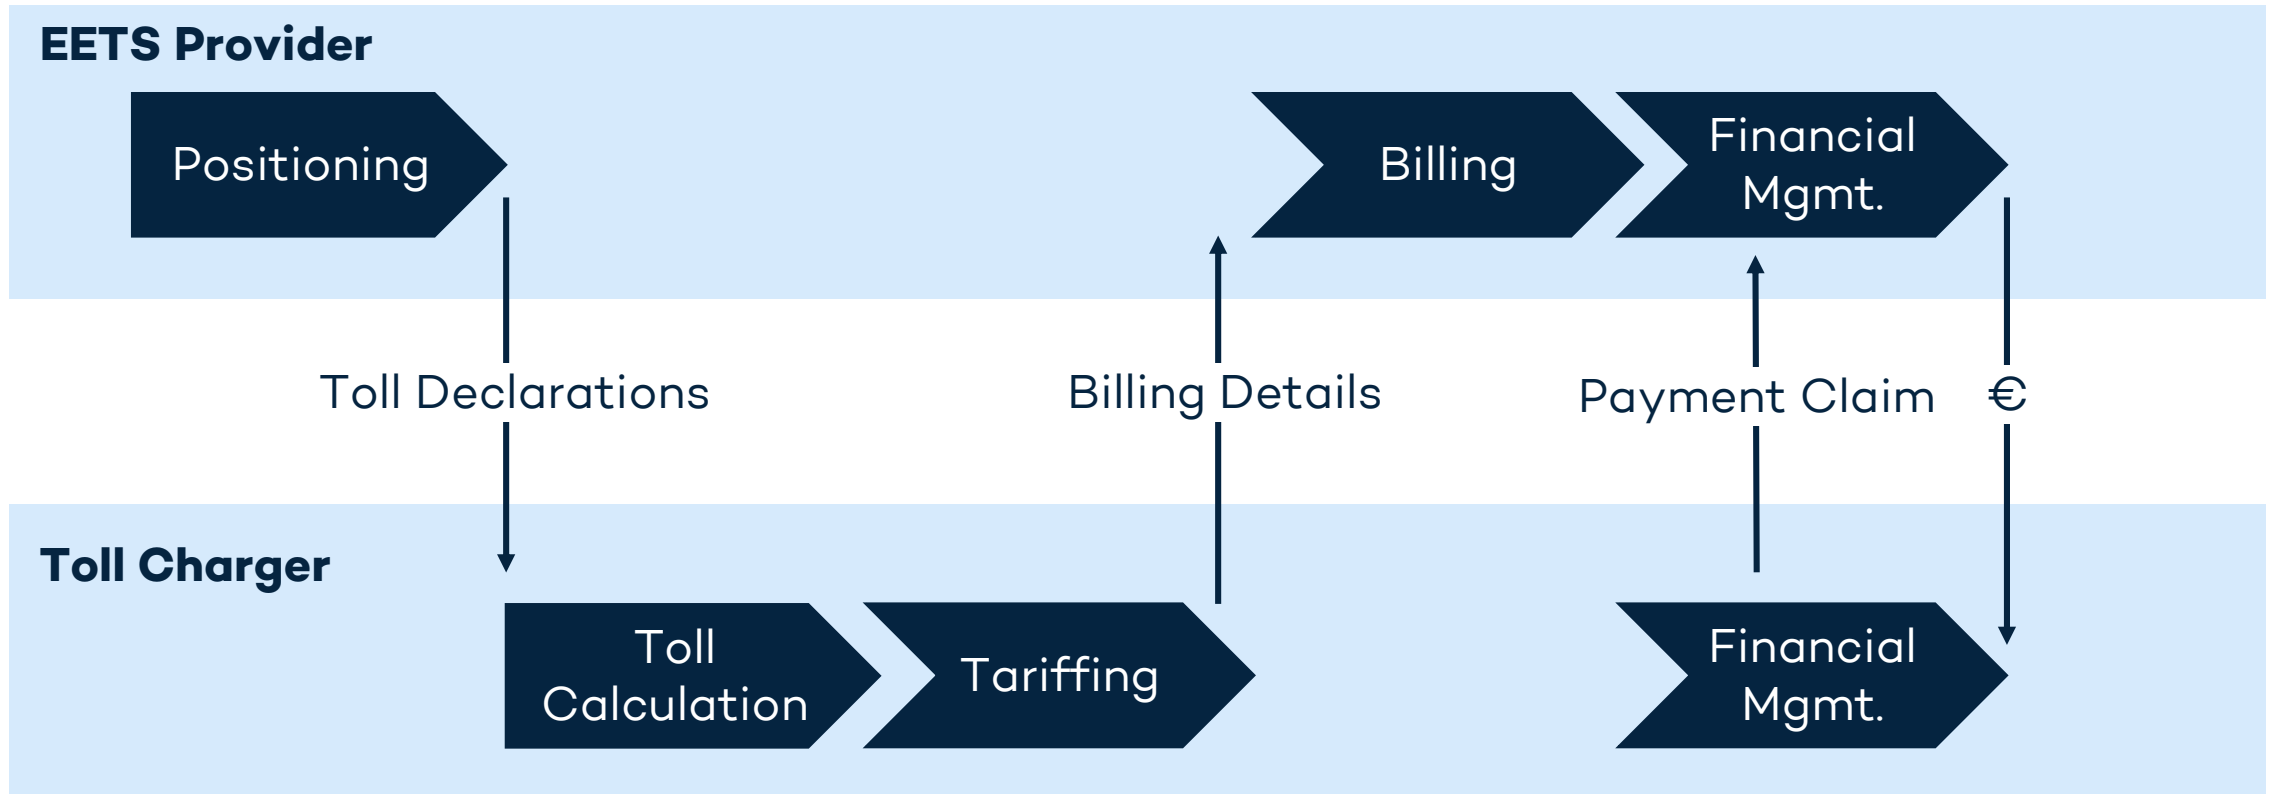 EETS Provider
Positioning
Billing
Financial
Mgmt.
Toll Declarations
Billing Details
Payment Claim
€
Toll Charger
Toll
Calculation
Tariffing
Financial
Mgmt.